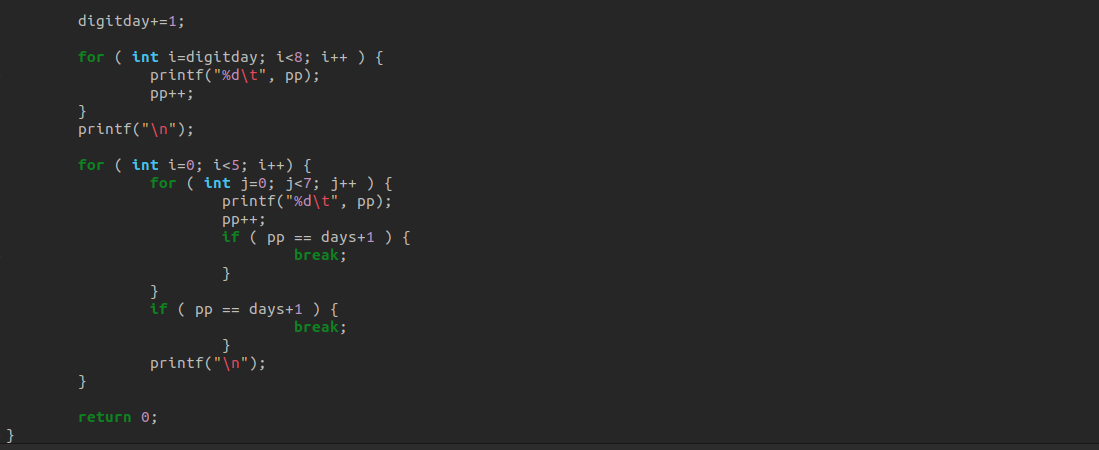 digitday+=1;
for ( int i=digitday; i<8; i++ ) {
printf("%d\t", pp);
pp++;
}
printf("\n");
for ( int i=0; i<5; i++) {
for ( int j=0; j<7; j++ ) {
printf("%d\t", pp);
pp++;
if ( pp == days+1 ) {
break;
}
}
if ( pp == days+1 ) {
break;
}
printf("\n");
}
return 0;
}